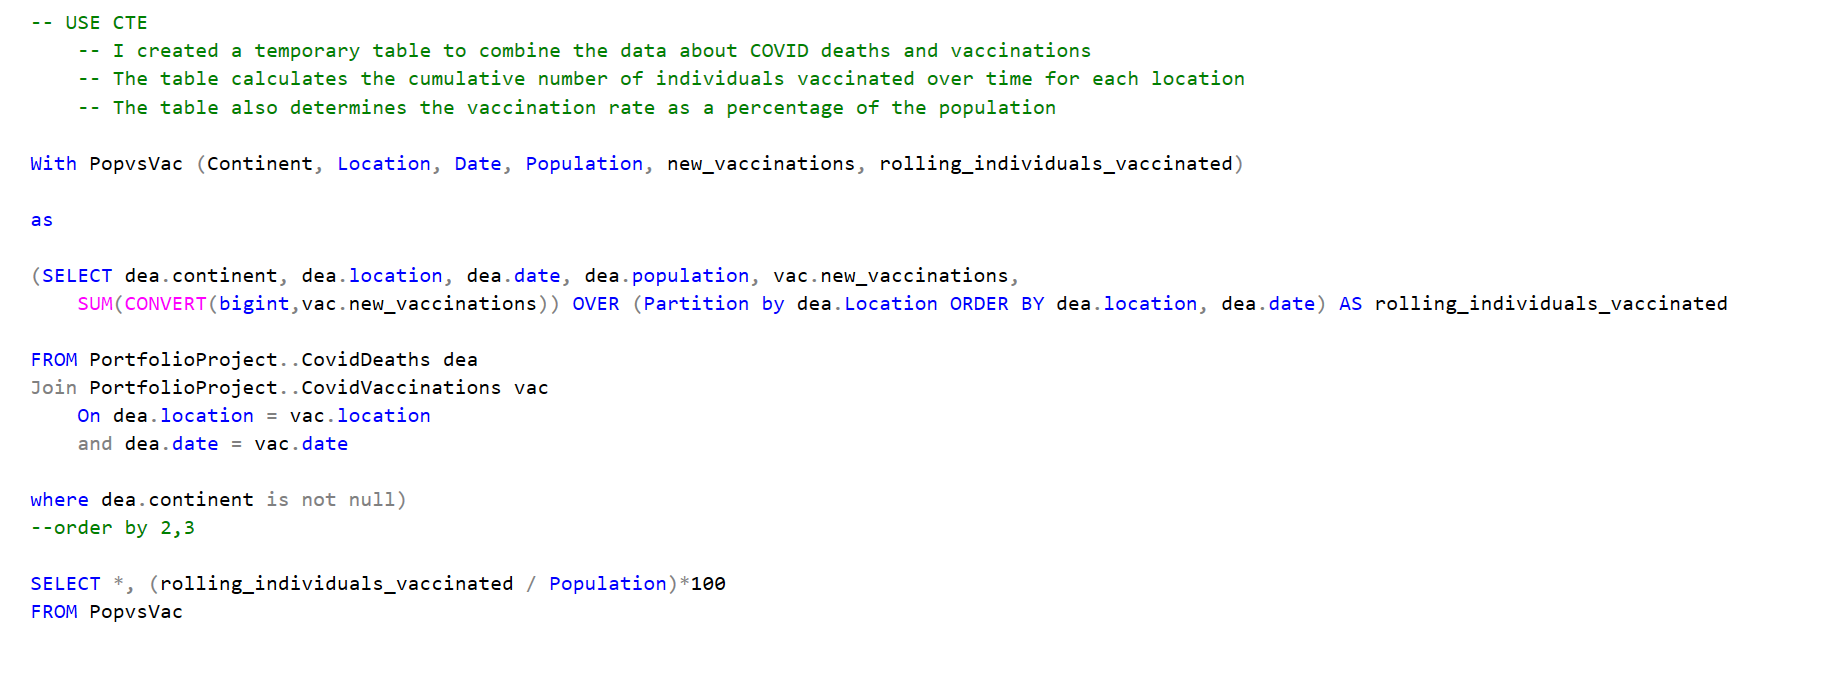 -- USE CTE
-- I created a temporary table to combine the data about COVID deaths and vaccinations
-- The table calculates the cumulative number of individuals vaccinated over time for each location
-- The table also determines the vaccination rate as a percentage of the population
With PopvsVac (Continent, Location, Date, Population, new_vaccinations, rolling_individuals_vaccinated)
as
(SELECT dea.continent, dea.location, dea.date, dea.population, vac.new_vaccinations,
SUM(CONVERT(bigint,vac.new_vaccinations)) OVER (Partition by dea.Location ORDER BY dea.location, dea.date) AS rolling_individuals_vaccinated
FROM PortfolioProject..CovidDeaths dea
Join PortfolioProject..CovidVaccinations vac
On dea.location = vac.location
and dea.date = vac.date
where dea.continent is not null)
--order by 2,3
SELECT *, (rolling_individuals_vaccinated / Population)*100
FROM PopvsVac